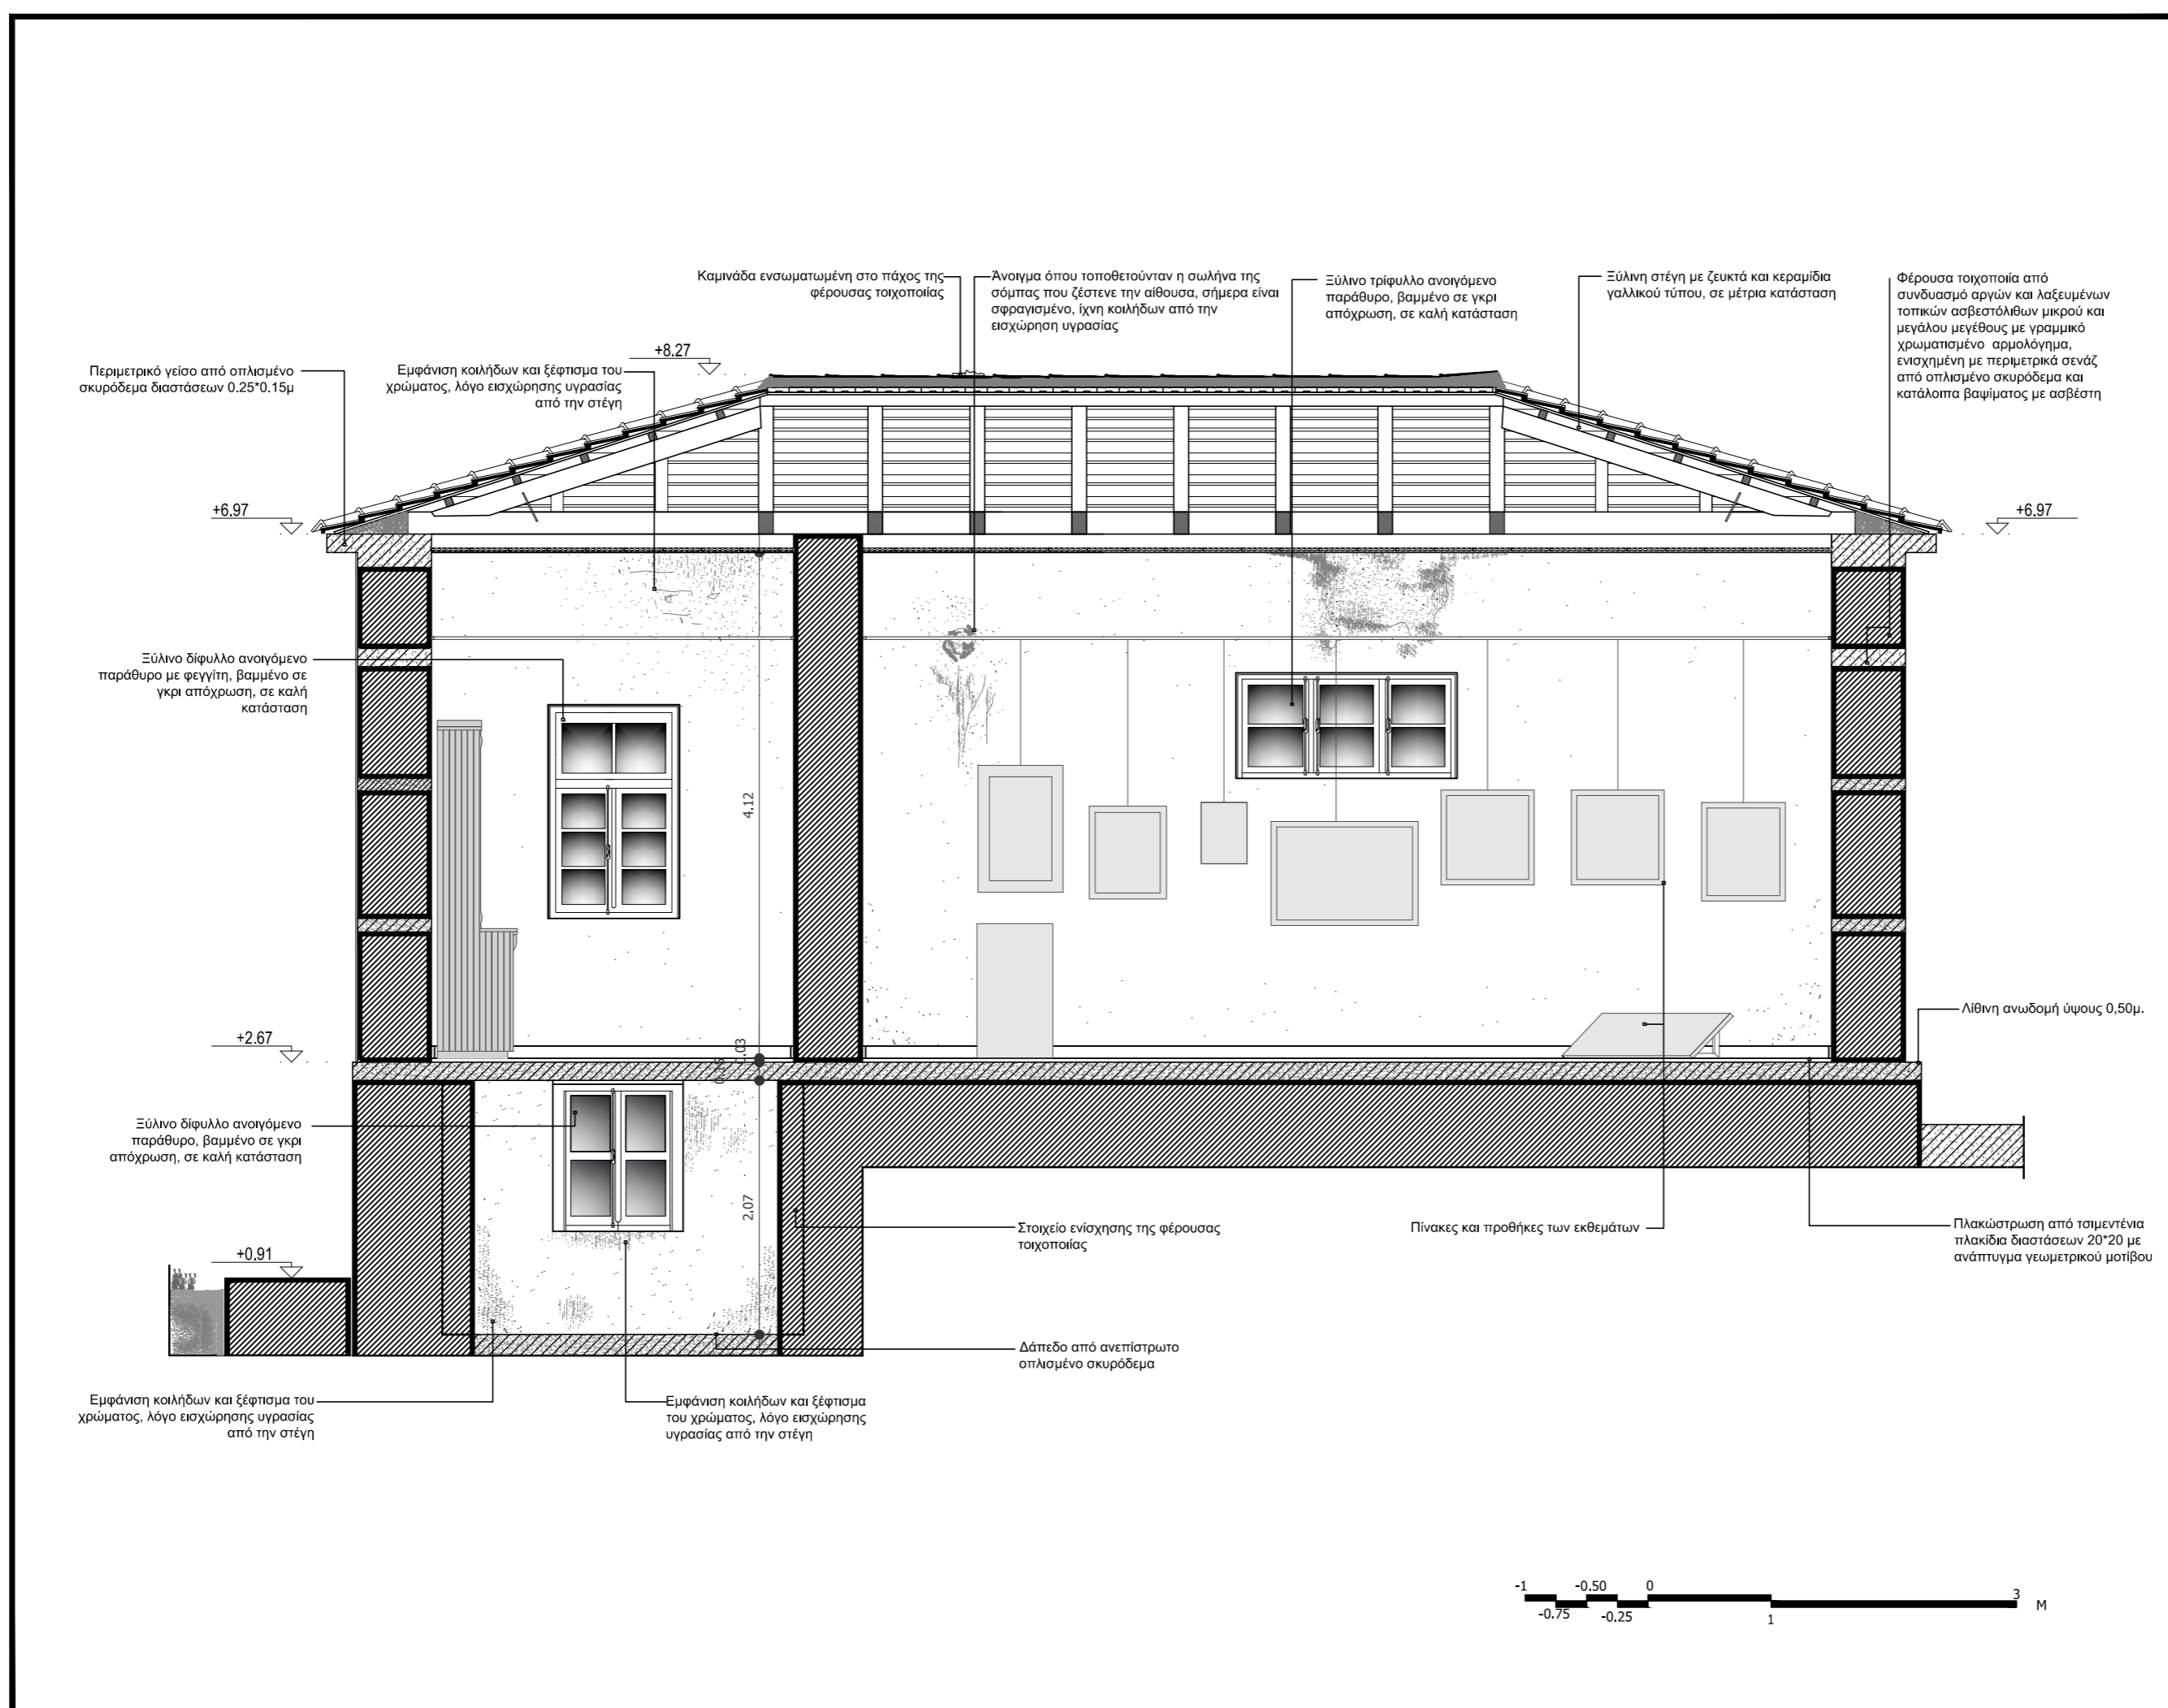 Καμινάδα ενσωματωμένη στο πάχος της
φέρουσας τοιχοποιίας
Άνοιγμα όπου τοποθετούνταν η σωλήνα της
σόμπας που ζέστενε την αίθουσα, σήμερα είναι
σφραγισμένο, ίχνη κοιλήδων από την
εισχώρηση υγρασίας
Ξύλινο τρίφυλλο ανοιγόμενο
παράθυρο, βαμμένο σε γκρι
απόχρωση, σε καλή κατάσταση
Ξύλινη στέγη με ζευκτά και κεραμίδια
γαλλικού τύπου, σε μέτρια κατάσταση
Φέρουσα τοιχοποιία από
συνδυασμό αργών και λαξευμένων
τοπικών ασβεστόλιθων μικρού και
μεγάλου μεγέθους με γραμμικό
χρωματισμένο αρμολόγημα,
ενισχημένη με περιμετρικά σενάζ
από οπλισμένο σκυρόδεμα και
κατάλοιπα βαψίματος με ασβέστη
+8.27
Περιμετρικό γείσο από οπλισμένο
σκυρόδεμα διαστάσεων 0.25*0.15μ
Εμφάνιση κοιλήδων και ξέφτισμα του
χρώματος, λόγο εισχώρησης υγρασίας
από την στέγη
+6,97
+6,97
Ξύλινο δίφυλλο ανοιγόμενο
παράθυρο με φεγγίτη, βαμμένο σε
γκρι απόχρωση, σε καλή
κατάσταση
4.12
+2.67
0.03
0.15
Λίθινη ανωδομή ύψους 0,50μ.
Ξύλινο δίφυλλο ανοιγόμενο
παράθυρο, βαμμένο σε γκρι
απόχρωση, σε καλή κατάσταση
2.07
Στοιχείο ενίσχησης της φέρουσας
τοιχοποιίας
Πίνακες και προθήκες των εκθεμάτων
Πλακώστρωση από τσιμεντένια
πλακίδια διαστάσεων 20*20 με
ανάπτυγμα γεωμετρικού μοτίβου
+0.91
Δάπεδο από ανεπίστρωτο
οπλισμένο σκυρόδεμα
Εμφάνιση κοιλήδων και ξέφτισμα του
χρώματος, λόγο εισχώρησης υγρασίας
από την στέγη
Εμφάνιση κοιλήδων και ξέφτισμα
του χρώματος, λόγο εισχώρησης
υγρασίας από την στέγη
-1 -0.50 0 3
-0.75 -0.25 1 M